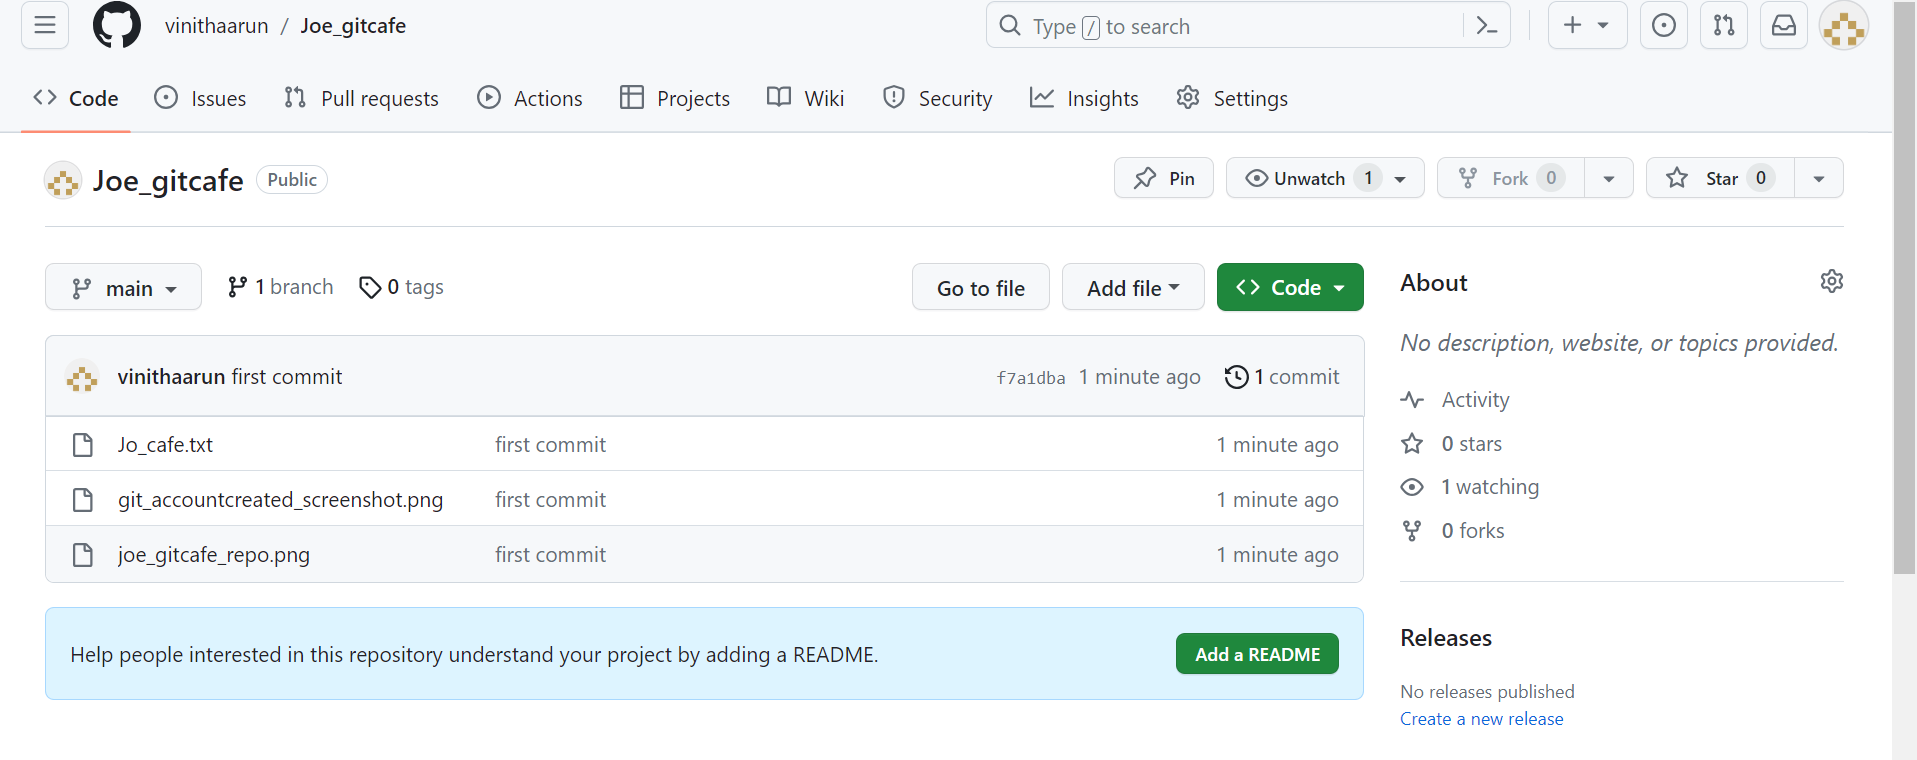 vinithaarun / Joe_gitcafe
Type / to search
Code Issues Pull requests Actions Projects Wiki Security Insights Settings
Joe_gitcafe Public
Pin Unwatch 1 Fork 0 Star 0
main 1 branch 0 tags
Go to file Add file Code
vinithaarun first commit f7a1dba 1 minute ago 1 commit
Jo_cafe.txt first commit 1 minute ago
git_accountcreated_screenshot.png first commit 1 minute ago
joe_gitcafe_repo.png first commit 1 minute ago
Help people interested in this repository understand your project by adding a README. Add a README
About
No description, website, or topics provided.
Activity
0 stars
1 watching
0 forks
Releases
No releases published
Create a new release